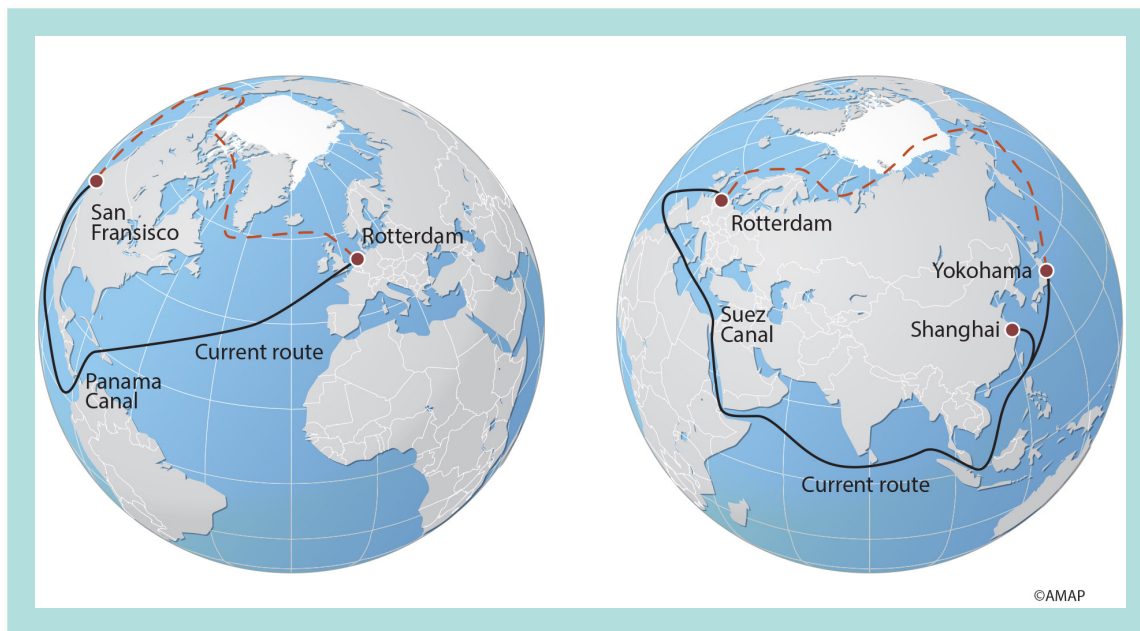 San
Fransisco
Rotterdam
Current route
Panama
Canal
Rotterdam
Yokohama
Suez
Canal
Shanghai
Current route
©AMAP